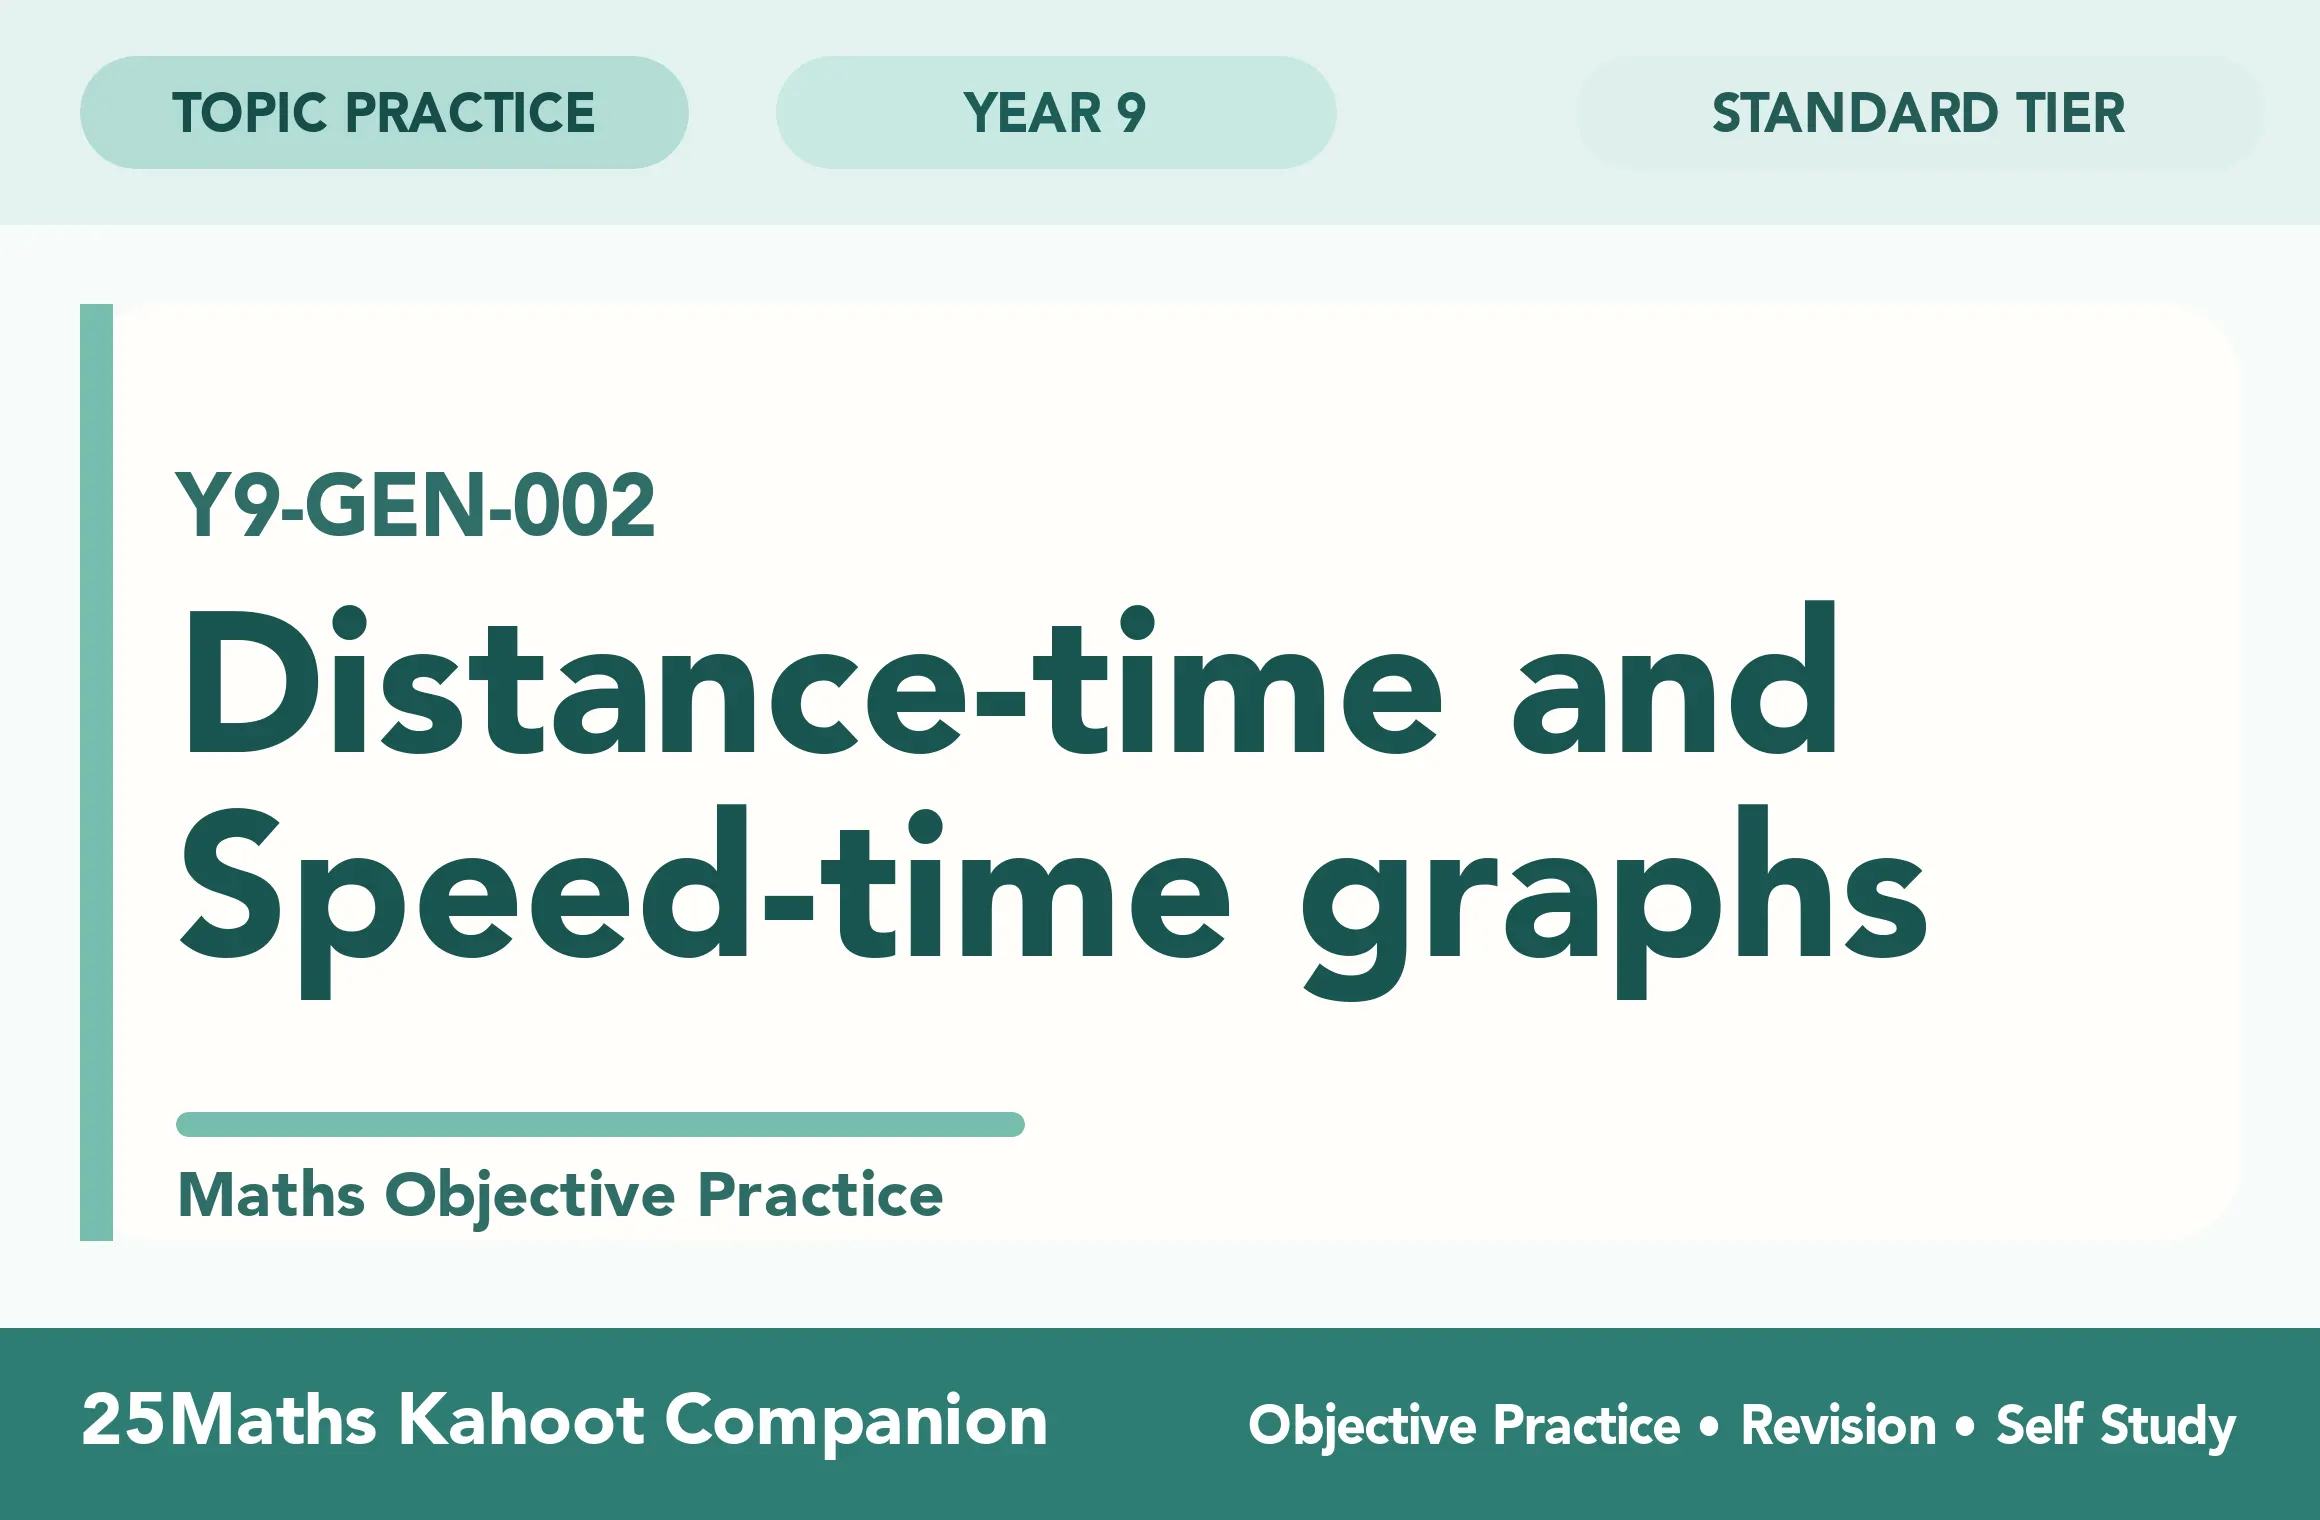 TOPIC PRACTICE
YEAR 9
STANDARD TIER
Y9-GEN-002
Distance-time and
Speed-time graphs
Maths Objective Practice
25Maths Kahoot Companion
Objective Practice • Revision • Self Study